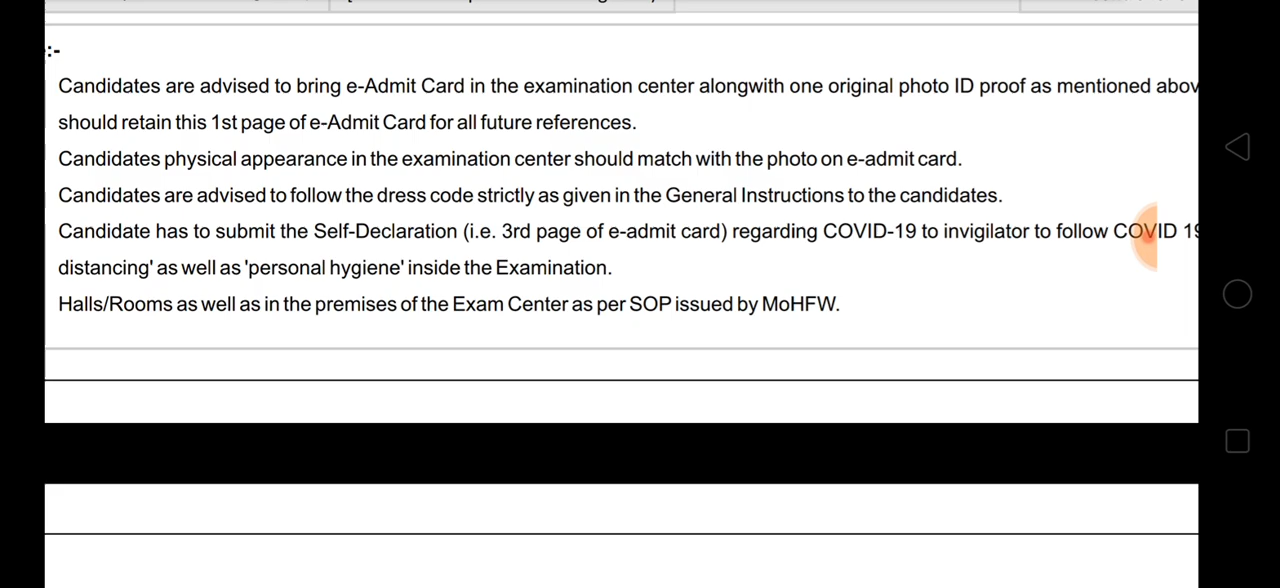 :-
Candidates are advised to bring e-Admit Card in the examination center alongwith one original photo ID proof as mentioned abov
should retain this 1st page of e-Admit Card for all future references.
Candidates physical appearance in the examination center should match with the photo on e-admit card.
Candidates are advised to follow the dress code strictly as given in the General Instructions to the candidates.
Candidate has to submit the Self-Declaration (i.e. 3rd page of e-admit card) regarding COVID-19 to invigilator to follow COVID 19
distancing' as well as 'personal hygiene' inside the Examination.
Halls/Rooms as well as in the premises of the Exam Center as per SOP issued by MoHFW.